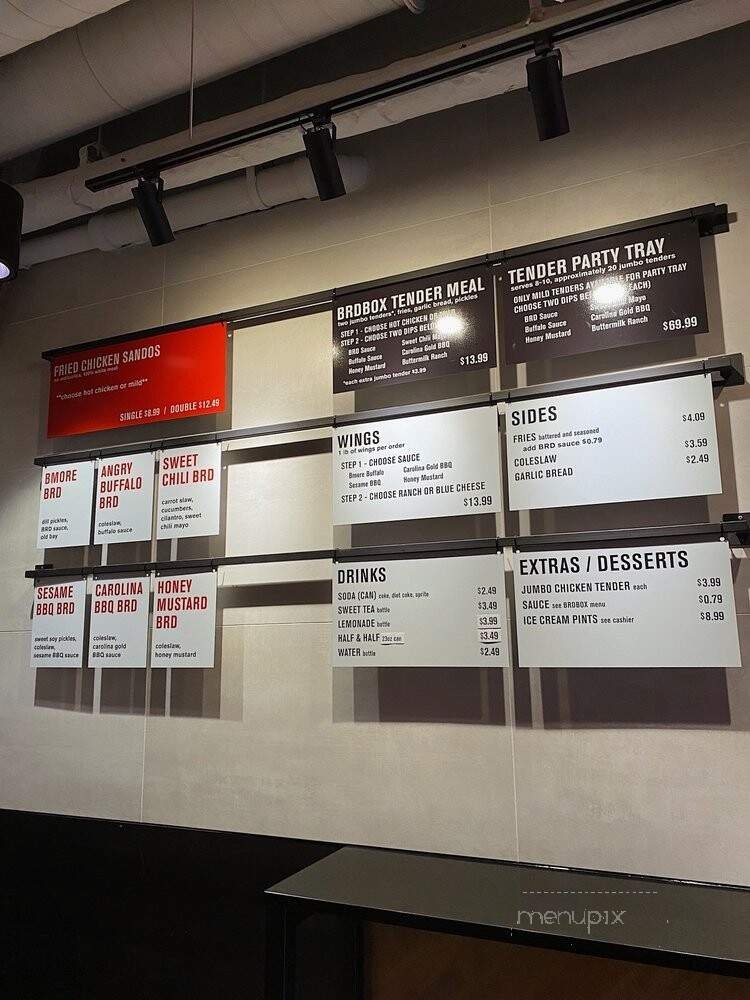 FRIED CHICKEN SANDOS
no antibiotics, 100% white meat
**choose hot chicken or mild**
SINGLE $8.99 / DOUBLE $12.49
BMORE
BRD
dill pickles,
BRD sauce,
old bay
ANGRY
BUFFALO
BRD
coleslaw,
buffalo sauce
SWEET
CHILI BRD
carrot slaw,
cucumbers,
cilantro, sweet
chili mayo
SESAME
BBQ BRD
sweet soy pickles,
coleslaw,
sesame BBQ sauce
CAROLINA
BBQ BRD
coleslaw,
carolina gold
BBQ sauce
HONEY
MUSTARD
BRD
coleslaw,
honey mustard
BRDBOX TENDER MEAL
two jumbo tenders*, fries, garlic bread, pickles
STEP 1 - CHOOSE HOT CHICKEN OR
STEP 2 - CHOOSE TWO DIPS
BRD Sauce Sweet Chili Mayo
Buffalo Sauce Carolina Gold BBQ
Honey Mustard Buttermilk Ranch
$13.99
*each extra jumbo tender $3.99
TENDER PARTY TRAY
serves 8-10, approximately 20 jumbo tenders
ONLY MILD TENDERS AVAILABLE FOR PARTY TRAY
CHOOSE TWO DIPS EACH)
BRD Sauce Mayo
Buffalo Sauce Carolina Gold BBQ
Honey Mustard Buttermilk Ranch
$69.99
WINGS
1 lb of wings per order
STEP 1 - CHOOSE SAUCE
Bmore Buffalo Carolina Gold BBQ
Sesame BBQ Honey Mustard
STEP 2 - CHOOSE RANCH OR BLUE CHEESE
$13.99
SIDES
FRIES battered and seasoned $4.09
add BRD sauce $0.79
COLESLAW $3.59
GARLIC BREAD $2.49
DRINKS
SODA (CAN) coke, diet coke, sprite $2.49
SWEET TEA bottle $3.49
LEMONADE bottle $3.99
HALF & HALF 23oz can $3.49
WATER bottle $2.49
EXTRAS / DESSERTS
JUMBO CHICKEN TENDER each $3.99
SAUCE see BRDBOX menu $0.79
ICE CREAM PINTS see cashier $8.99
menupix